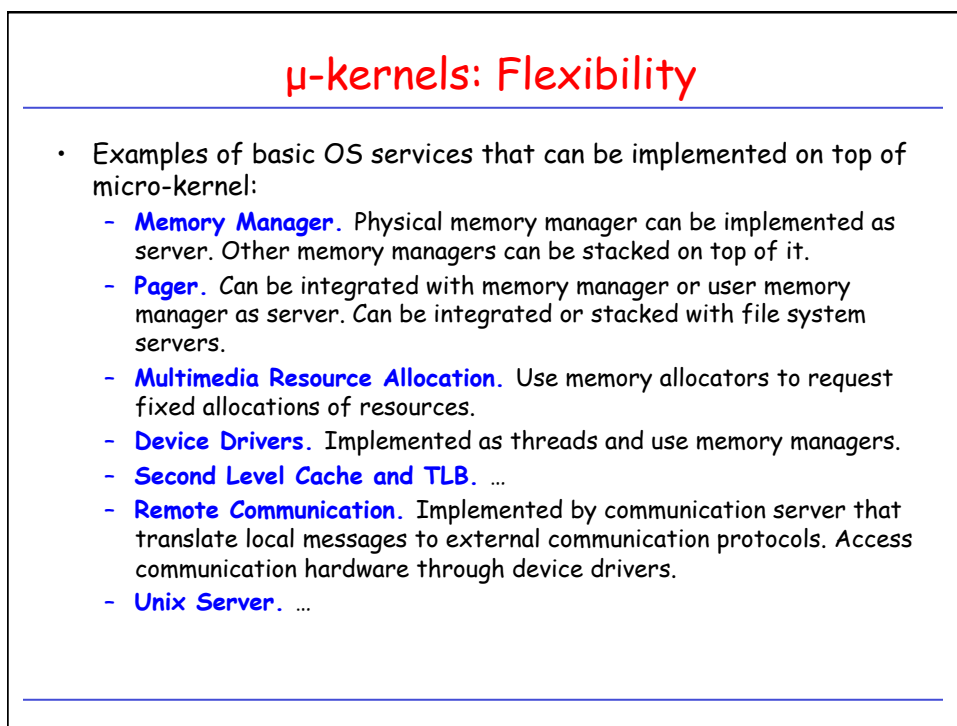 µ-kernels: Flexibility
• Examples of basic OS services that can be implemented on top of
micro-kernel:
– Memory Manager. Physical memory manager can be implemented as
server. Other memory managers can be stacked on top of it.
– Pager. Can be integrated with memory manager or user memory
manager as server. Can be integrated or stacked with file system
servers.
– Multimedia Resource Allocation. Use memory allocators to request
fixed allocations of resources.
– Device Drivers. Implemented as threads and use memory managers.
– Second Level Cache and TLB. …
– Remote Communication. Implemented by communication server that
translate local messages to external communication protocols. Access
communication hardware through device drivers.
– Unix Server. …